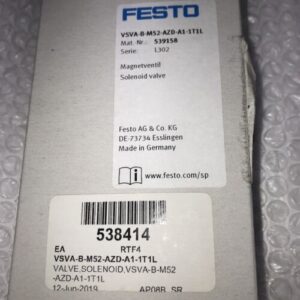 FESTO
VSVA-B-M52-AZD-A1-1T1L
Mat.-Nr.: 539158
Serie: L302
Magnetventil
Solenoid valve
Festo AG & Co. KG
DE-73734 Esslingen
Made in Germany
www.festo.com/sp
538414
EA RTF4
VSVA-B-M52-AZD-A1-1T1L
VALVE,SOLENOID,VSVA-B-M52
-AZD-A1-1T1L
12-Jun-2019 AP08B SR